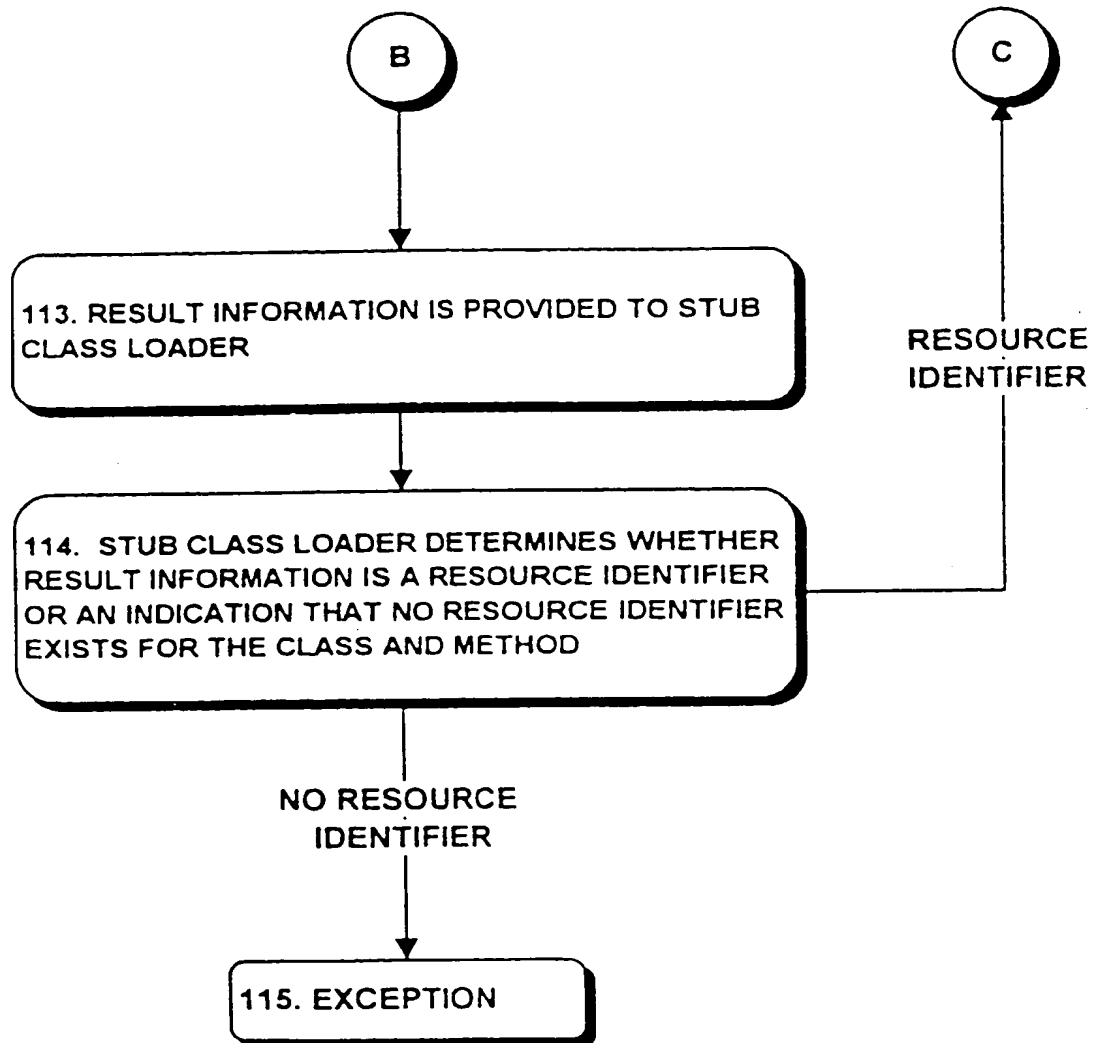 B
C
113. RESULT INFORMATION IS PROVIDED TO STUB
CLASS LOADER
RESOURCE
IDENTIFIER
114. STUB CLASS LOADER DETERMINES WHETHER
RESULT INFORMATION IS A RESOURCE IDENTIFIER
OR AN INDICATION THAT NO RESOURCE IDENTIFIER
EXISTS FOR THE CLASS AND METHOD
NO RESOURCE
IDENTIFIER
115. EXCEPTION